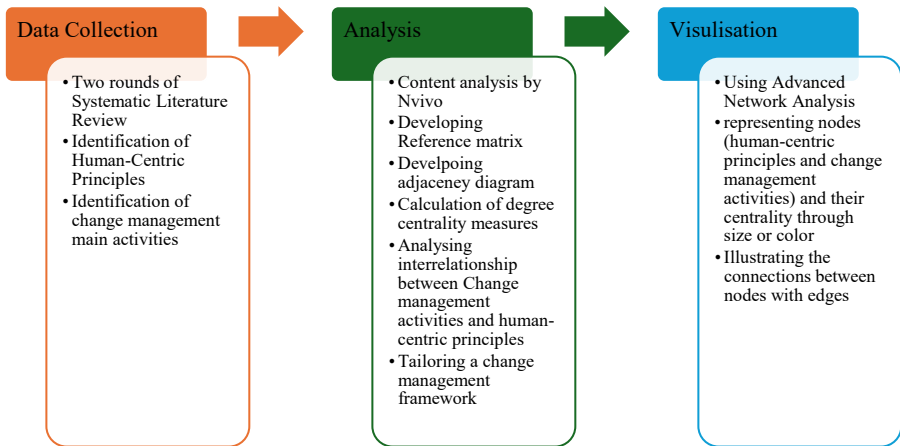 Data Collection
• Two rounds of
Systematic Literature
Review
• Identification of
Human-Centric
Principles
• Identification of
change management
main activities
Analysis
• Content analysis by
Nvivo
• Developing
Reference matrix
• Develpoing
adjaceney diagram
• Calculation of degree
centrality measures
• Analysing
interrelationship
between Change
management
activities and human-
centric principles
• Tailoring a change
management
framework
Visulisation
• Using Advanced
Network Analysis
• representing nodes
(human-centric
principles and change
management
activities) and their
centrality through
size or color
• Illustrating the
connections between
nodes with edges